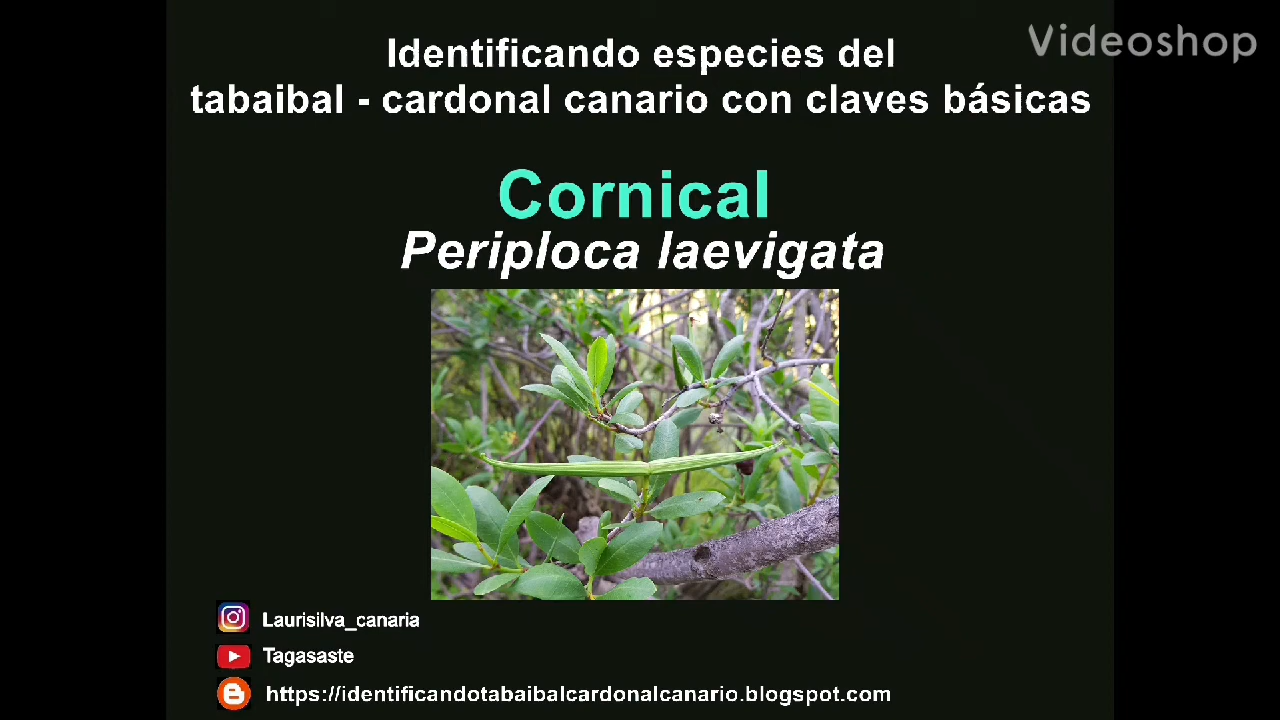 Videoshop
Identificando especies del
tabaibal - cardonal canario con claves básicas
Cornical
Periploca laevigata
Laurisilva_canaria
Tagasaste
https://identificandotabaibalcardonalcanario.blogspot.com